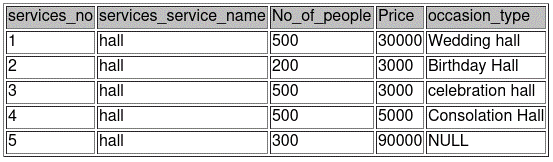 services_no services_service_name No_of_people Price occasion_type
1 hall 500 30000 Wedding hall
2 hall 200 3000 Birthday Hall
3 hall 500 3000 celebration hall
4 hall 500 5000 Consolation Hall
5 hall 300 90000 NULL